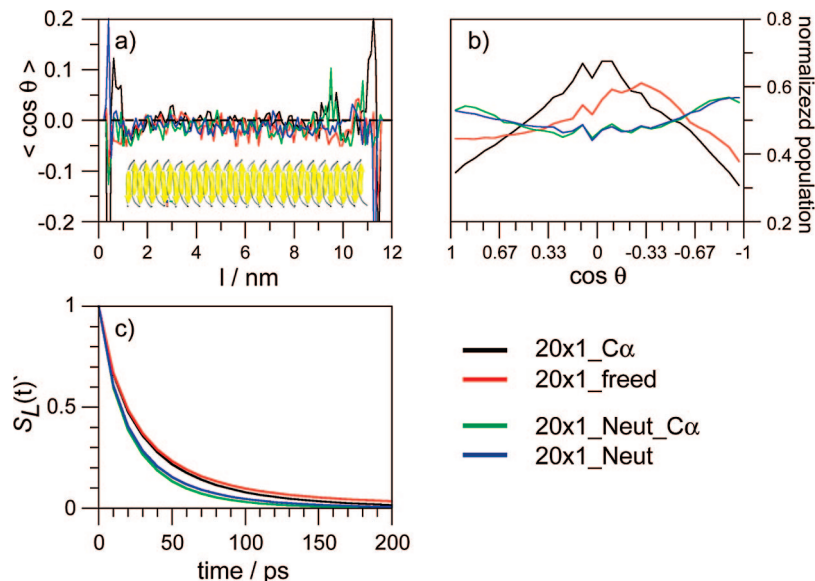 a)
0.2
0.1
0.0
-0.1
-0.2
< cos θ >
0 2 4 6 8 10 12
l / nm
b)
0.8
0.6
0.4
0.2
normalizezd population
1 0.67 0.33 0 -0.33 -0.67 -1
cos θ
c)
1
0.5
0
S_L(t)`
0 50 100 150 200
time / ps
20x1_Cα
20x1_freed
20x1_Neut_Cα
20x1_Neut